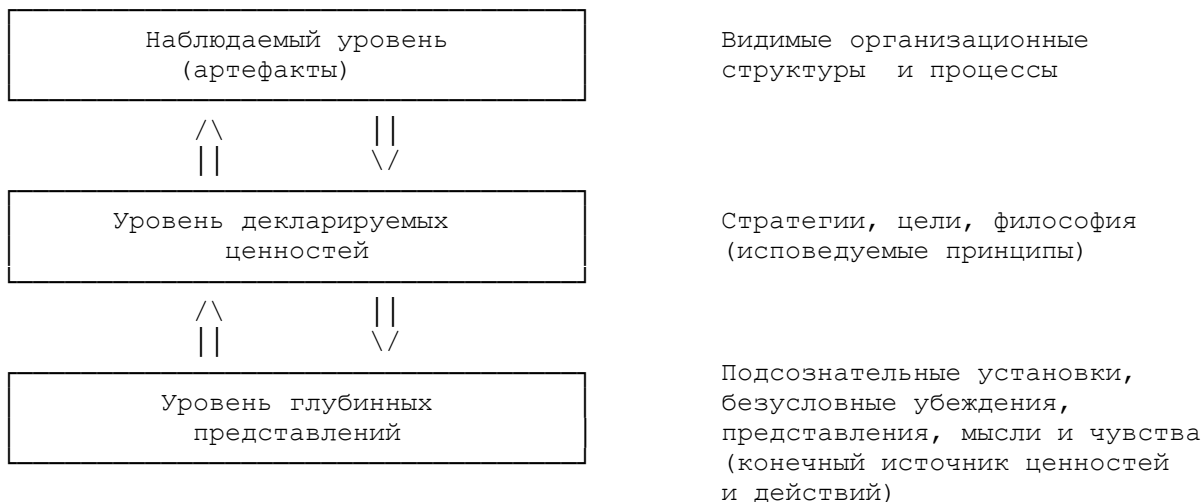 Наблюдаемый уровень
(артефакты)
Видимые организационные
структуры и процессы
Уровень декларируемых
ценностей
Стратегии, цели, философия
(исповедуемые принципы)
Уровень глубинных
представлений
Подсознательные установки,
безусловные убеждения,
представления, мысли и чувства
(конечный источник ценностей
и действий)